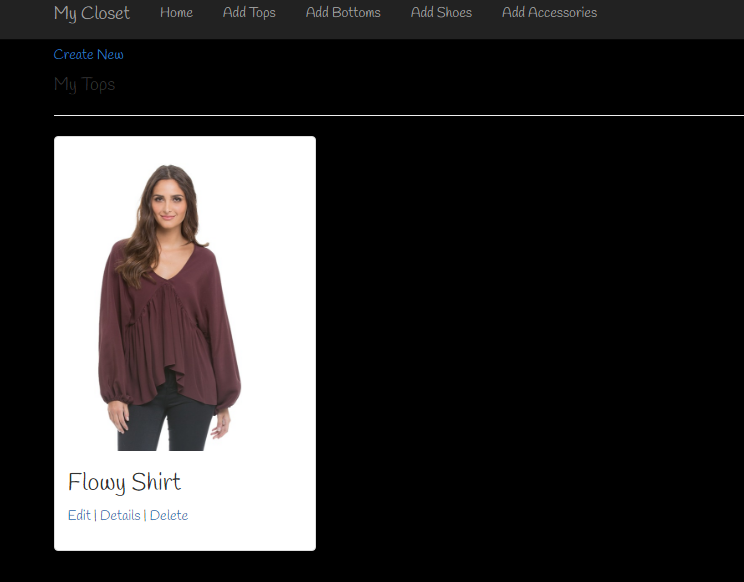 My Closet Home Add Tops Add Bottoms Add Shoes Add Accessories
Create New
My Tops
Flowy Shirt
Edit | Details | Delete